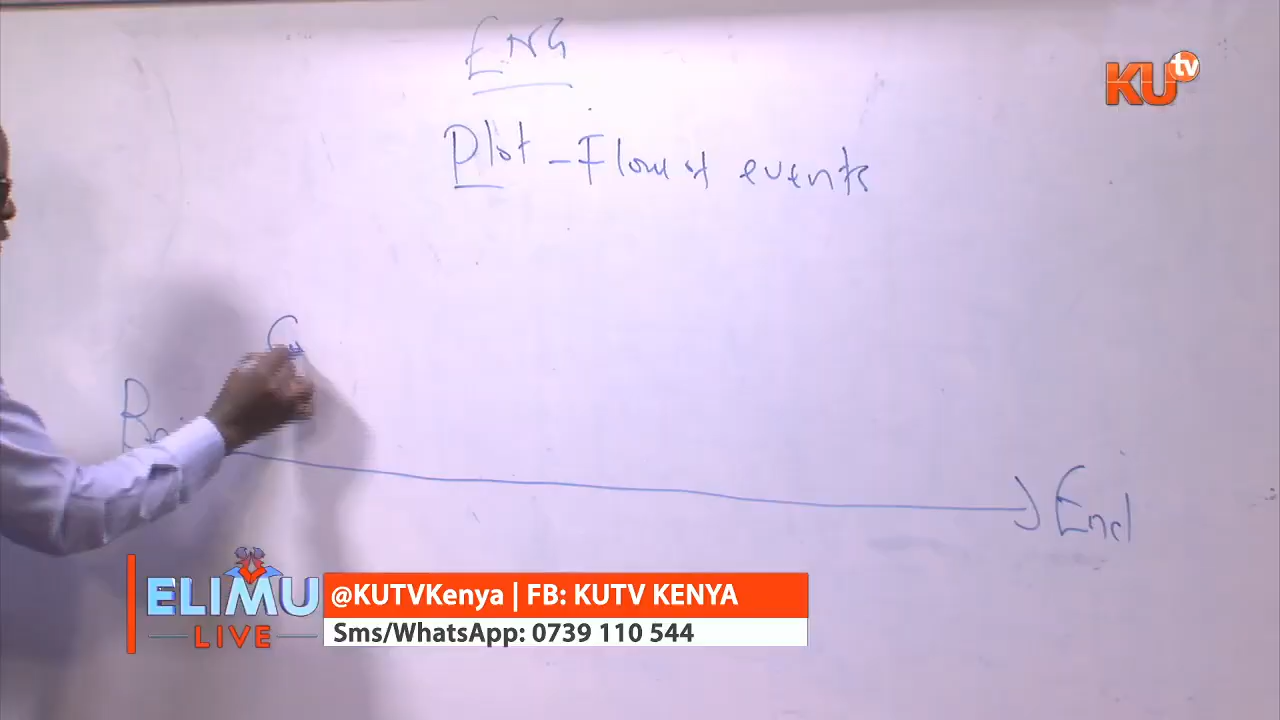 ENG
KU tv
Plot - Flow of events
End
ELIMU
LIVE
@KUTVKenya | FB: KUTV KENYA
Sms/WhatsApp: 0739 110 544